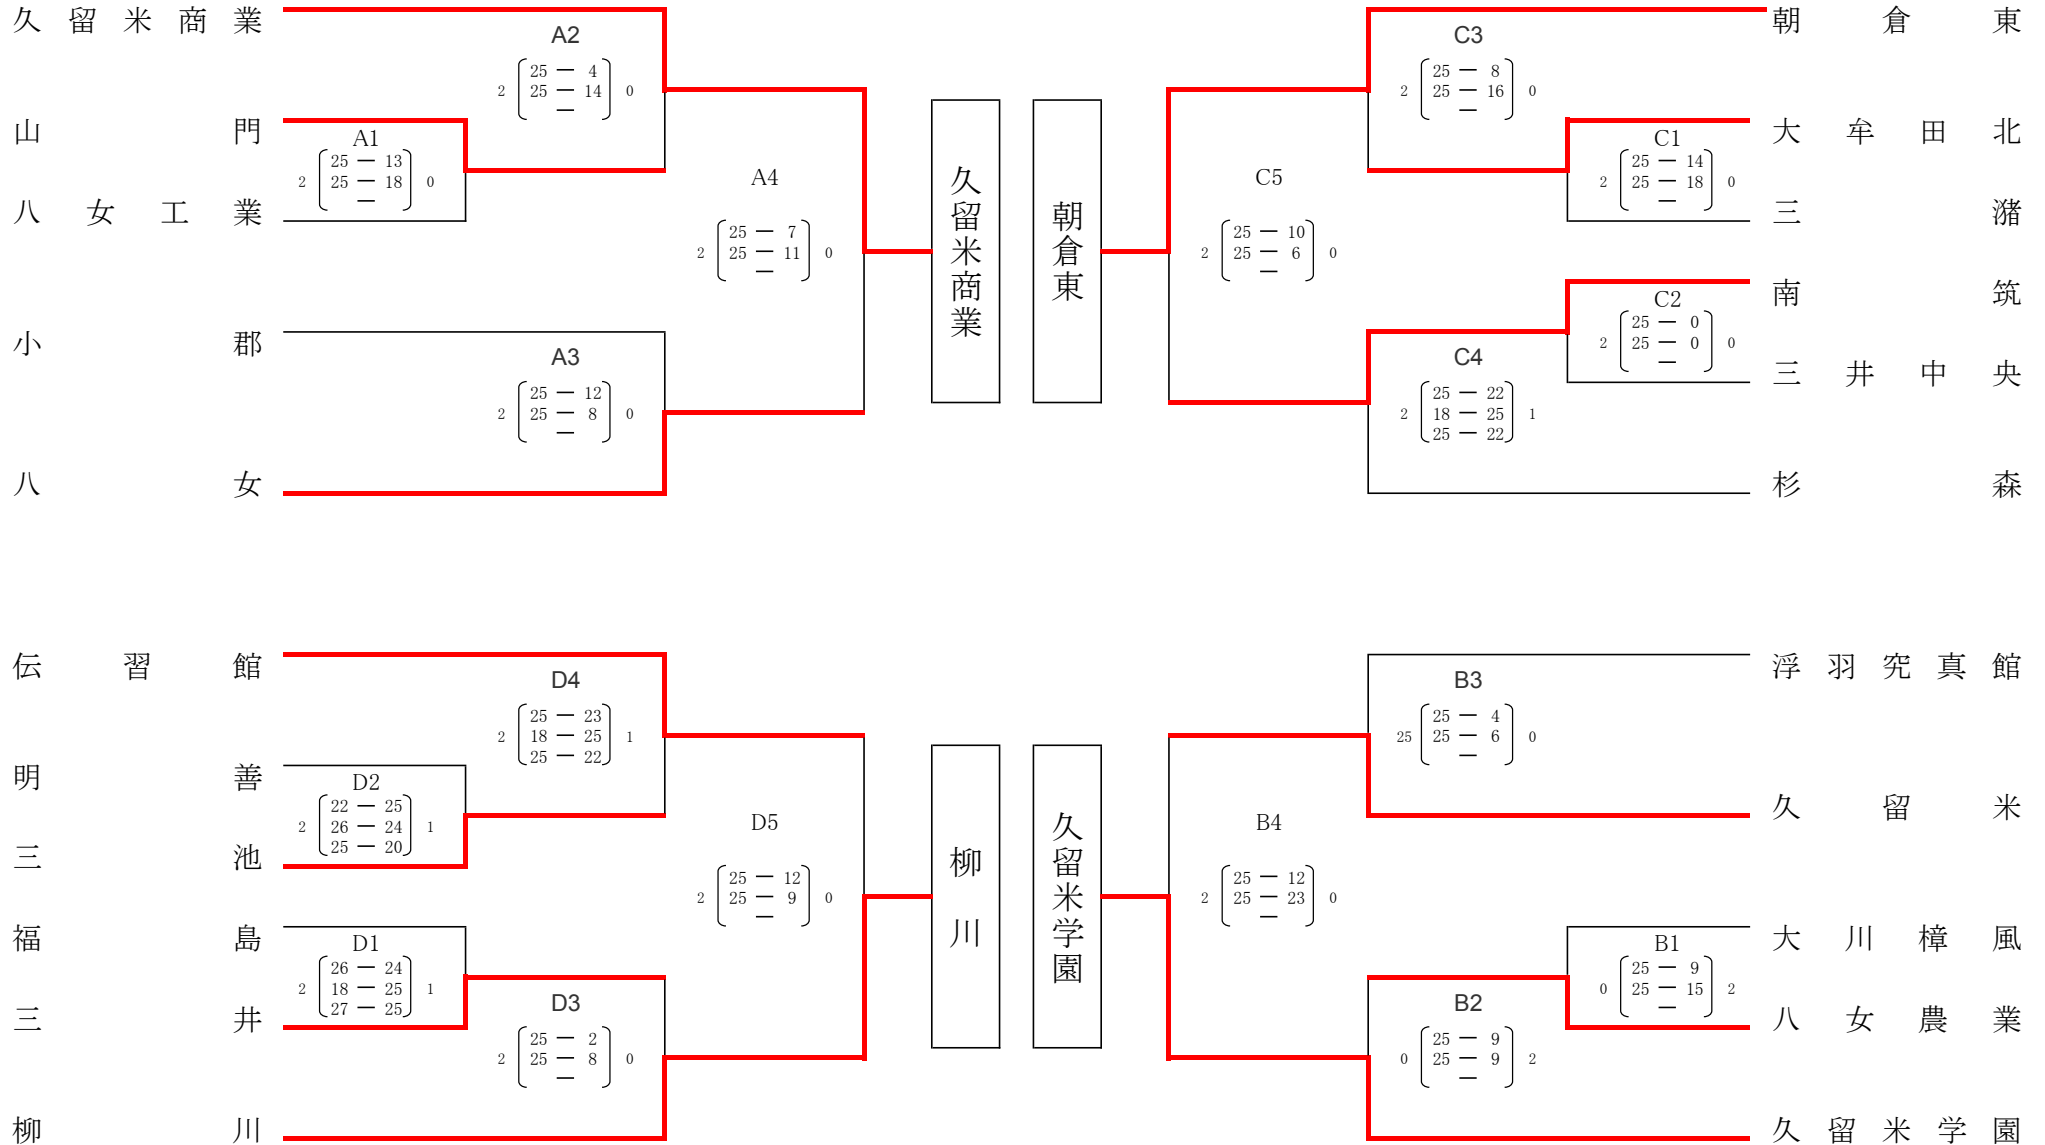 久留米商業
A2
25 ― 4
2 25 ― 14 0
―
山門
A1
25 ― 13
2 25 ― 18 0
―
八女工業
A4
25 ― 7
2 25 ― 11 0
―
小郡
A3
25 ― 12
2 25 ― 8 0
―
八女
久留米商業
朝倉東
朝倉東
C3
25 ― 8
2 25 ― 16 0
―
大牟田北
C1
25 ― 14
2 25 ― 18 0
―
三潴
C5
25 ― 10
2 25 ― 6 0
―
南筑
C2
25 ― 0
2 25 ― 0 0
―
三井中央
C4
25 ― 22
2 18 ― 25 1
25 ― 22
杉森
伝習館
D4
25 ― 23
2 18 ― 25 1
25 ― 22
明善
D2
22 ― 25
2 26 ― 24 1
25 ― 20
三池
D5
25 ― 12
2 25 ― 9 0
―
福島
D1
26 ― 24
2 18 ― 25 1
27 ― 25
三井
D3
25 ― 2
2 25 ― 8 0
―
柳川
柳川
久留米学園
浮羽究真館
B3
25 ― 4
25 25 ― 6 0
―
久留米
B4
25 ― 12
2 25 ― 23 0
―
大川樟風
B1
25 ― 9
0 25 ― 15 2
―
八女農業
B2
25 ― 9
0 25 ― 9 2
―
久留米学園